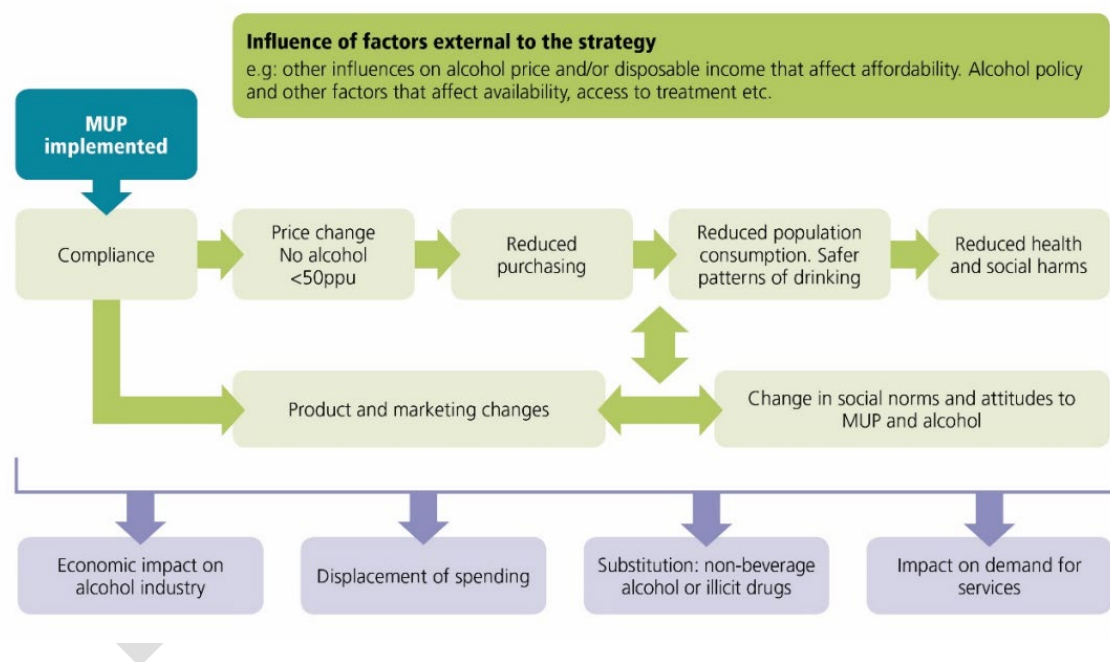 Influence of factors external to the strategy
e.g: other influences on alcohol price and/or disposable income that affect affordability. Alcohol policy
and other factors that affect availability, access to treatment etc.
MUP
implemented
Compliance
Price change
No alcohol
<50ppu
Reduced
purchasing
Reduced population
consumption. Safer
patterns of drinking
Reduced health
and social harms
Product and marketing changes
Change in social norms and attitudes to
MUP and alcohol
Economic impact on
alcohol industry
Displacement of spending
Substitution: non-beverage
alcohol or illicit drugs
Impact on demand for
services